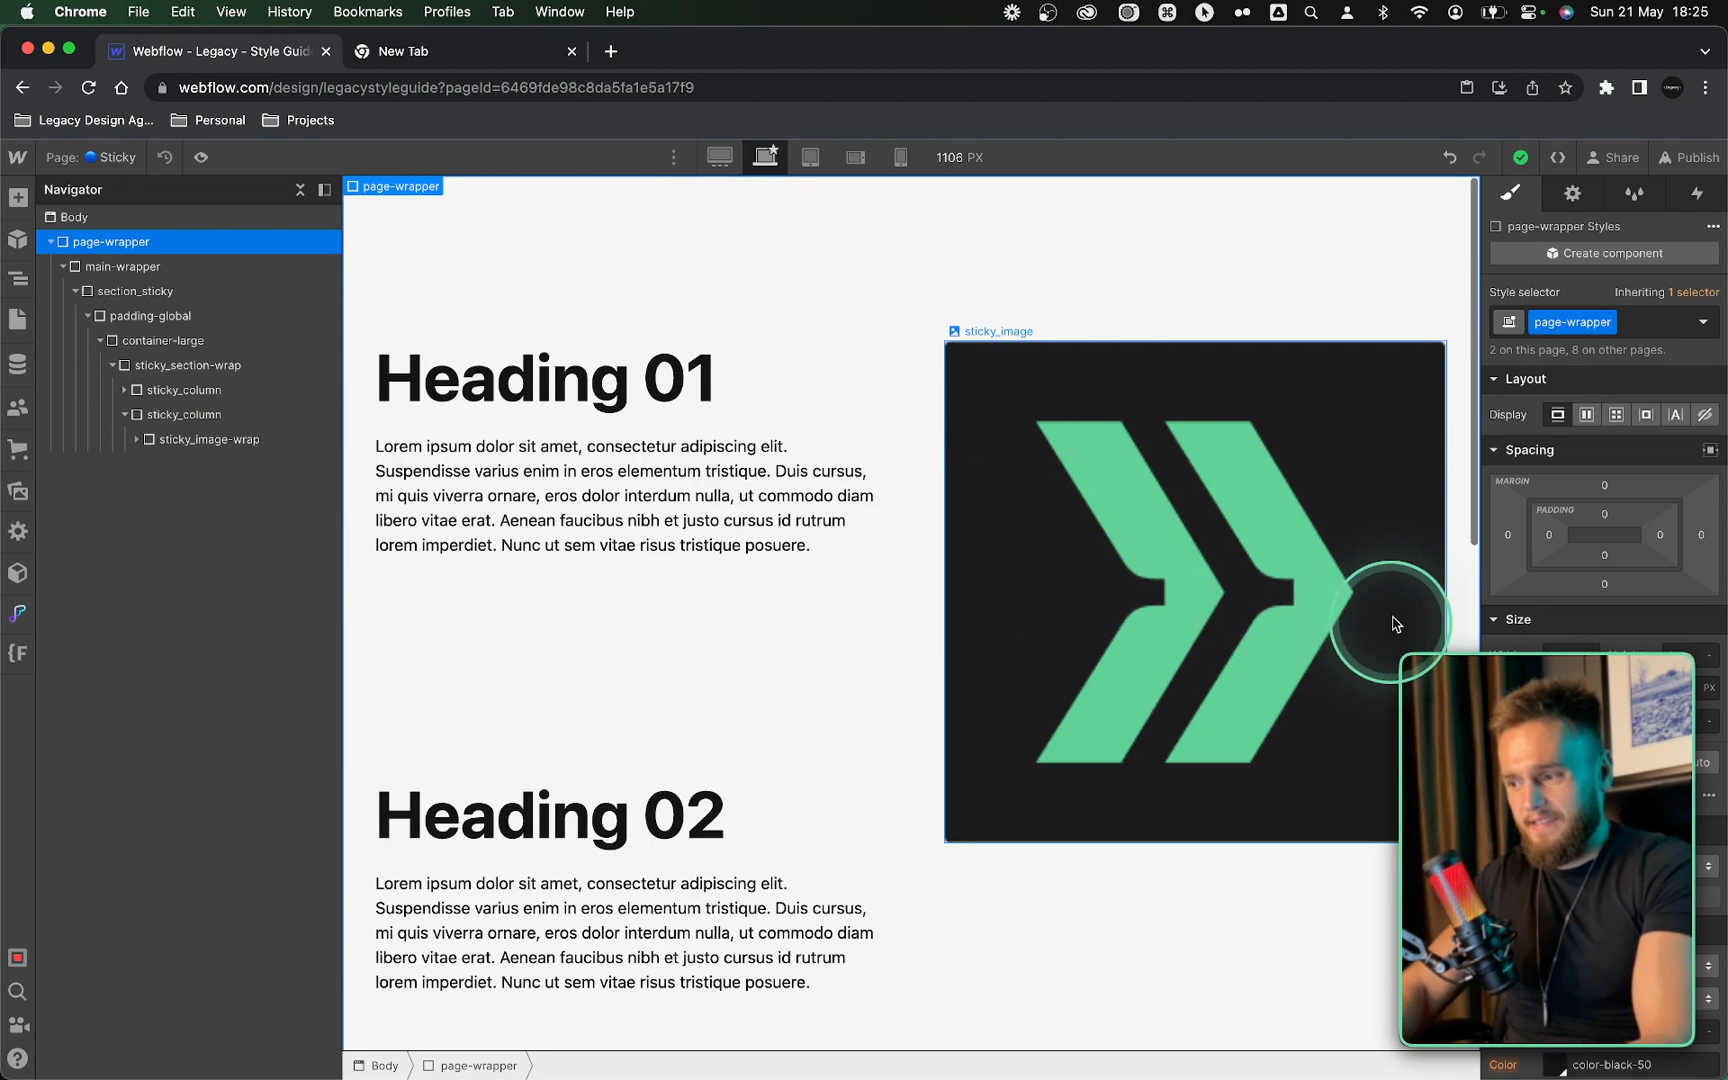 Chrome File Edit View History Bookmarks Profiles Tab Window Help Sun 21 May 18:25
Webflow - Legacy - Style Guid New Tab
webflow.com/design/legacystyleguide?pageId=6469fde98c8da5fa1e5a17f9
Legacy Design Ag... Personal Projects
Page: Sticky 1106 PX Share Publish
Navigator
page-wrapper
Body
page-wrapper
main-wrapper
section_sticky
padding-global
container-large
sticky_section-wrap
sticky_column
sticky_column
sticky_image-wrap
sticky_image
Heading 01
Lorem ipsum dolor sit amet, consectetur adipiscing elit.
Suspendisse varius enim in eros elementum tristique. Duis cursus,
mi quis viverra ornare, eros dolor interdum nulla, ut commodo diam
libero vitae erat. Aenean faucibus nibh et justo cursus id rutrum
lorem imperdiet. Nunc ut sem vitae risus tristique posuere.
Heading 02
Lorem ipsum dolor sit amet, consectetur adipiscing elit.
Suspendisse varius enim in eros elementum tristique. Duis cursus,
mi quis viverra ornare, eros dolor interdum nulla, ut commodo diam
libero vitae erat. Aenean faucibus nibh et justo cursus id rutrum
lorem imperdiet. Nunc ut sem vitae risus tristique posuere.
Body page-wrapper
page-wrapper Styles
Create component
Style selector Inheriting 1 selector
page-wrapper
2 on this page, 8 on other pages.
Layout
Display
Spacing
MARGIN
0
PADDING
0
0 0 0 0
0
0
Size
PX
Color color-black-50